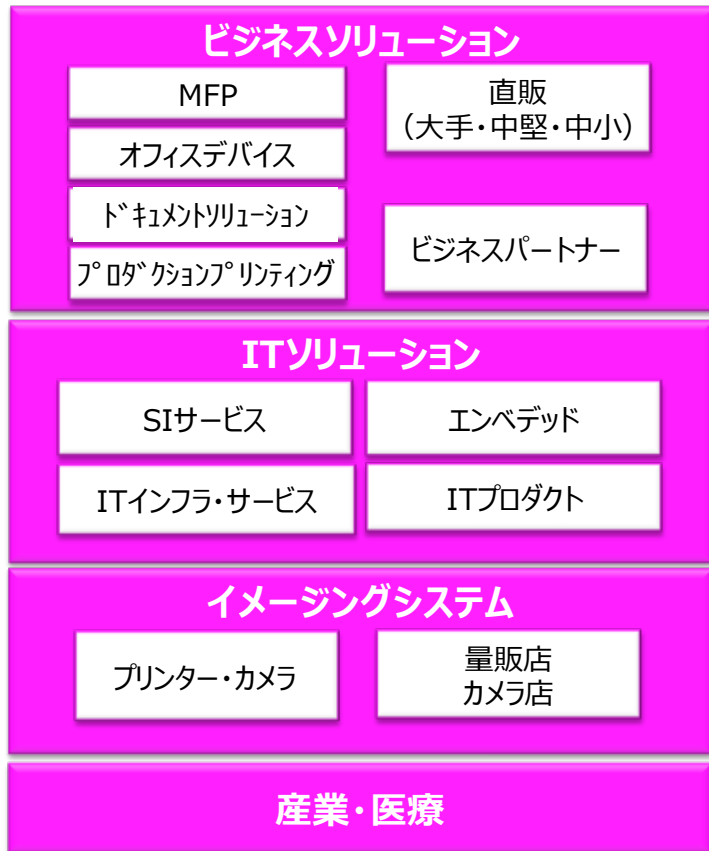 ビジネスソリューション
MFP
オフィスデバイス
ﾄﾞｷｭﾒﾝﾄソリューション
ﾌﾟﾛﾀﾞｸｼｮﾝﾌﾟﾘﾝティング
直販
（大手・中堅・中小）
ビジネスパートナー
ITソリューション
SIサービス
エンベデッド
ITインフラ・サービス
ITプロダクト
イメージングシステム
プリンター・カメラ
量販店
カメラ店
産業・医療